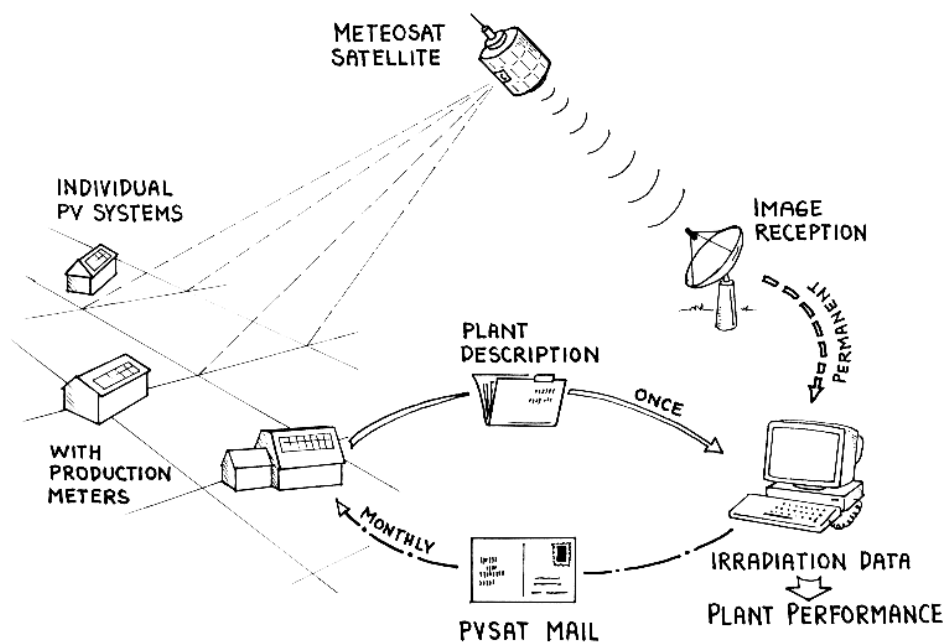 METEOSAT
SATELLITE
INDIVIDUAL
PV SYSTEMS
IMAGE
RECEPTION
PERMANENT
PLANT
DESCRIPTION
ONCE
WITH
PRODUCTION
METERS
MONTHLY
PVSAT MAIL
IRRADIATION DATA
PLANT PERFORMANCE